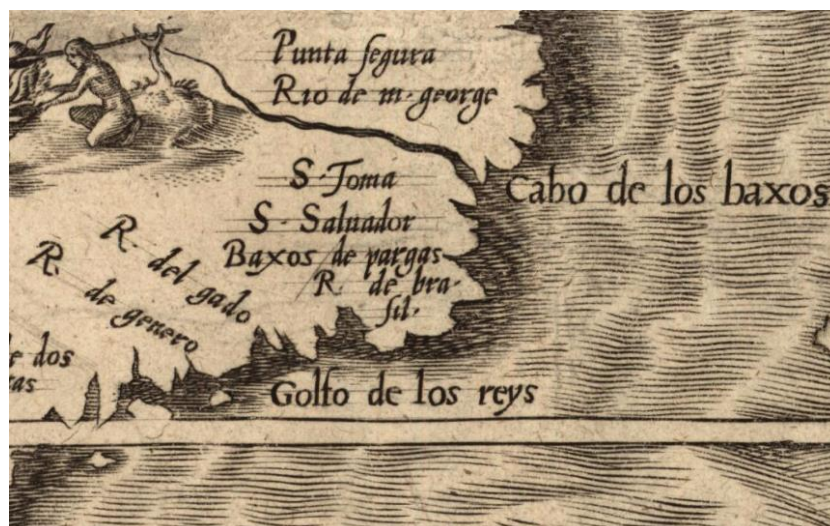 Punta segura
Rio de m. george
S. Toma
Cabo de los baxos
S. Saluador
Baxos de pargas
R. del gado
R. de bra-
sil.
R. de genero
e dos
as
Golfo de los reys